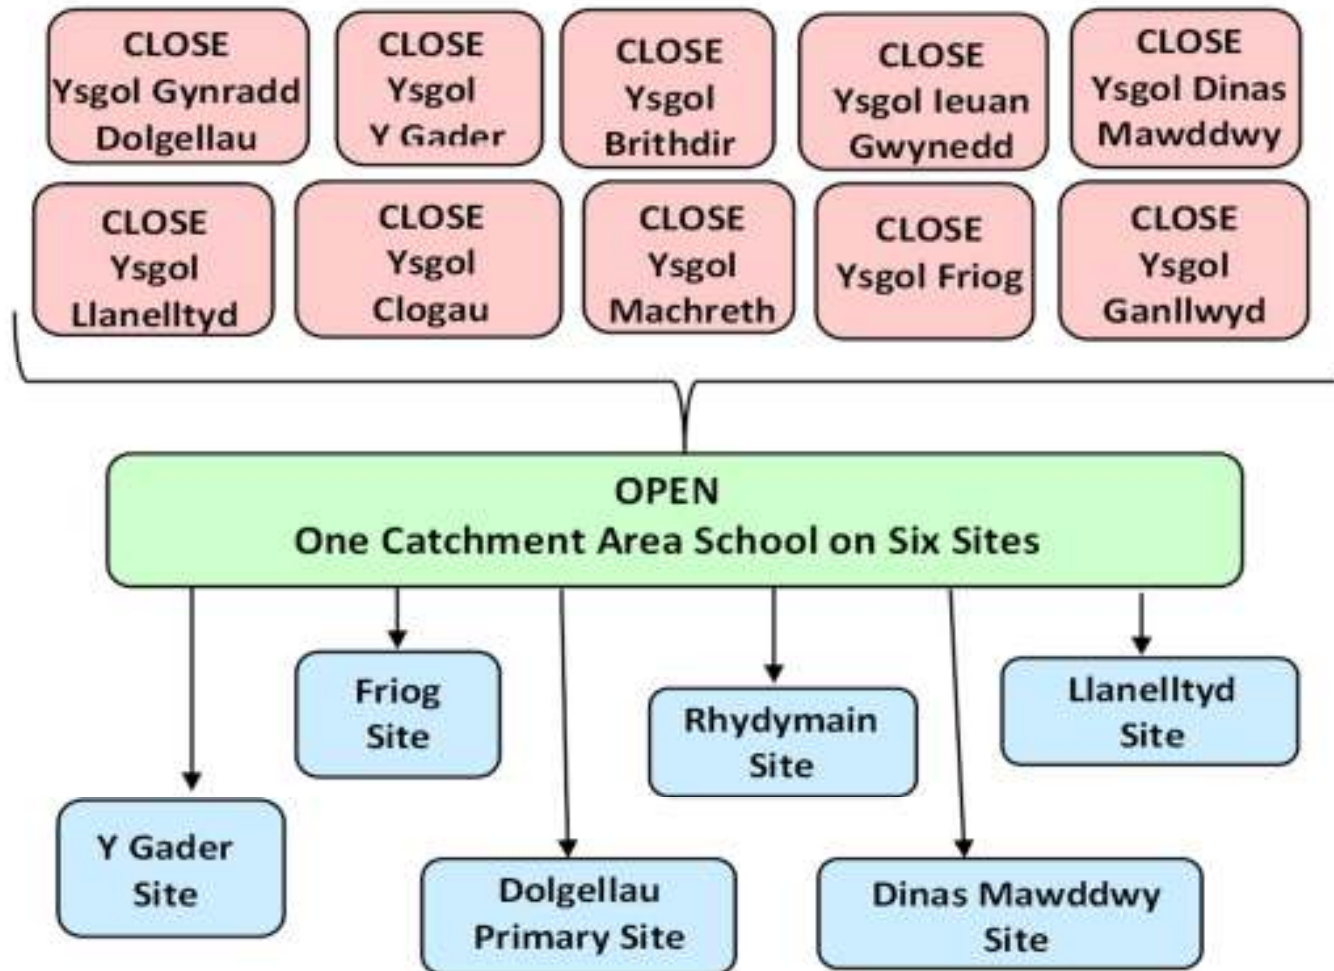 CLOSE
Ysgol Gynradd
Dolgellau
CLOSE
Ysgol
Y Gader
CLOSE
Ysgol
Brithdir
CLOSE
Ysgol Ieuan
Gwynedd
CLOSE
Ysgol Dinas
Mawddwy
CLOSE
Ysgol
Llanelltyd
CLOSE
Ysgol
Clogau
CLOSE
Ysgol
Machreth
CLOSE
Ysgol Friog
CLOSE
Ysgol
Ganllwyd
OPEN
One Catchment Area School on Six Sites
Y Gader
Site
Friog
Site
Dolgellau
Primary Site
Rhydymain
Site
Dinas Mawddwy
Site
Llanelltyd
Site